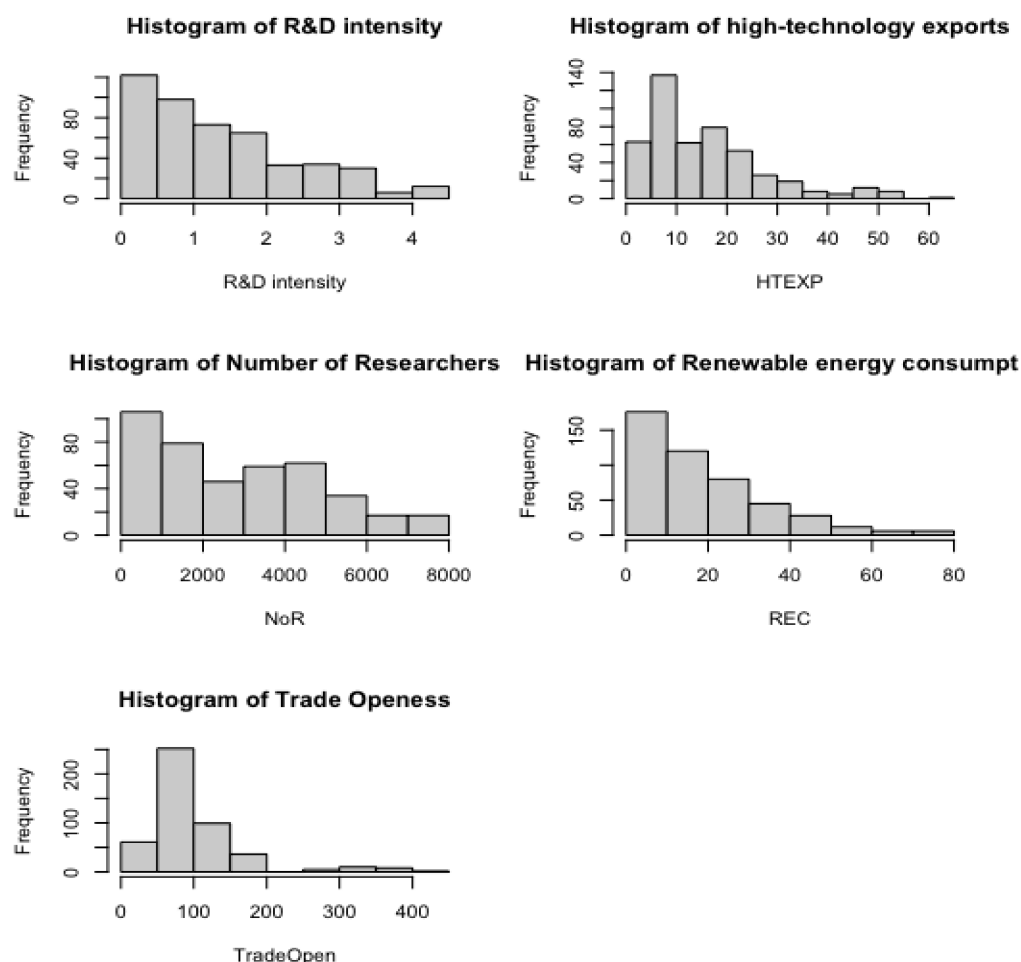 Histogram of R&D intensity
Frequency
0 40 80
0 1 2 3 4
R&D intensity
Histogram of high-technology exports
Frequency
0 40 80 140
0 10 20 30 40 50 60
HTEXP
Histogram of Number of Researchers
Frequency
0 40 80
0 2000 4000 6000 8000
NoR
Histogram of Renewable energy consumpt
Frequency
0 50 150
0 20 40 60 80
REC
Histogram of Trade Openess
Frequency
0 100 200
0 100 200 300 400
TradeOpen